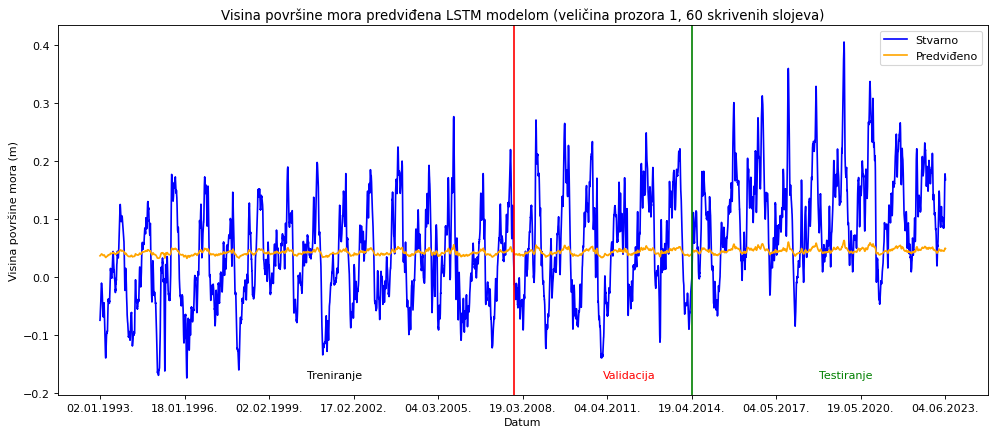 Visina površine mora predviđena LSTM modelom (veličina prozora 1, 60 skrivenih slojeva)
Stvarno
Predviđeno
Visina površine mora (m)
0.4
0.3
0.2
0.1
0.0
−0.1
−0.2
Treniranje
Validacija
Testiranje
02.01.1993.
18.01.1996.
02.02.1999.
17.02.2002.
04.03.2005.
19.03.2008.
04.04.2011.
19.04.2014.
04.05.2017.
19.05.2020.
04.06.2023.
Datum